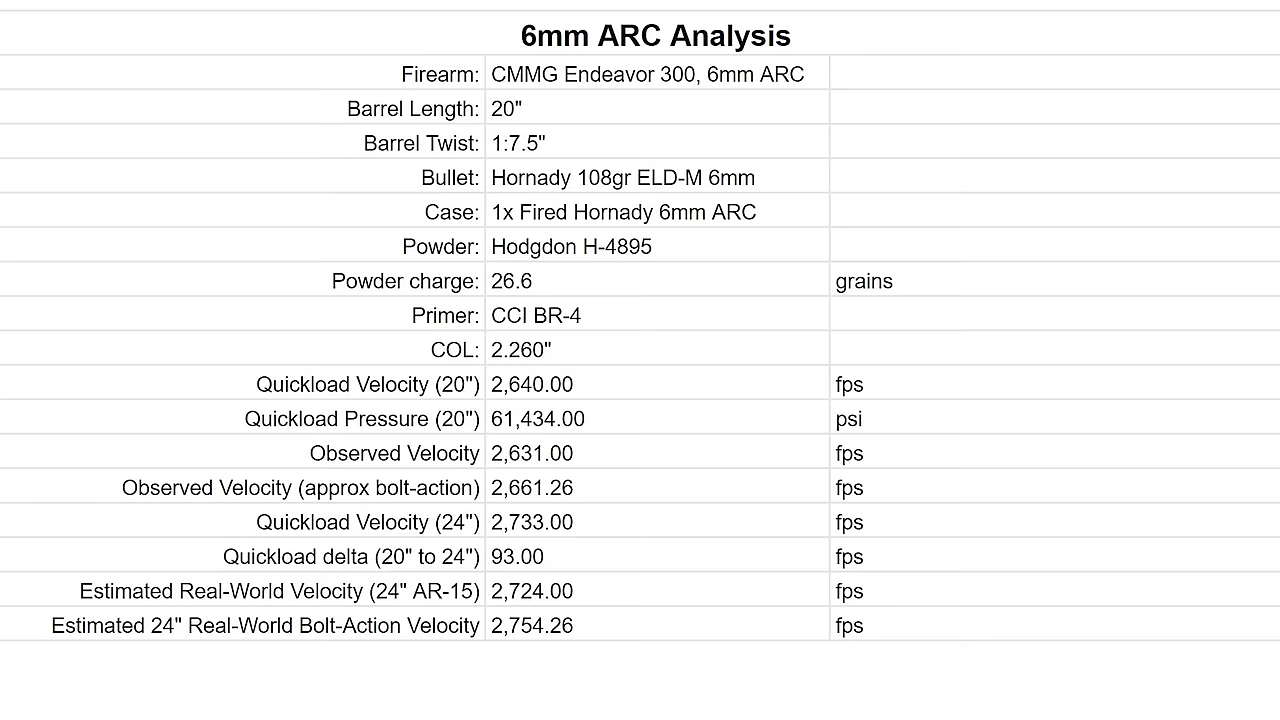 6mm ARC Analysis
Firearm: CMMG Endeavor 300, 6mm ARC
Barrel Length: 20"
Barrel Twist: 1:7.5"
Bullet: Hornady 108gr ELD-M 6mm
Case: 1x Fired Hornady 6mm ARC
Powder: Hodgdon H-4895
Powder charge: 26.6 grains
Primer: CCI BR-4
COL: 2.260"
Quickload Velocity (20") 2,640.00 fps
Quickload Pressure (20") 61,434.00 psi
Observed Velocity 2,631.00 fps
Observed Velocity (approx bolt-action) 2,661.26 fps
Quickload Velocity (24") 2,733.00 fps
Quickload delta (20" to 24") 93.00 fps
Estimated Real-World Velocity (24" AR-15) 2,724.00 fps
Estimated 24" Real-World Bolt-Action Velocity 2,754.26 fps